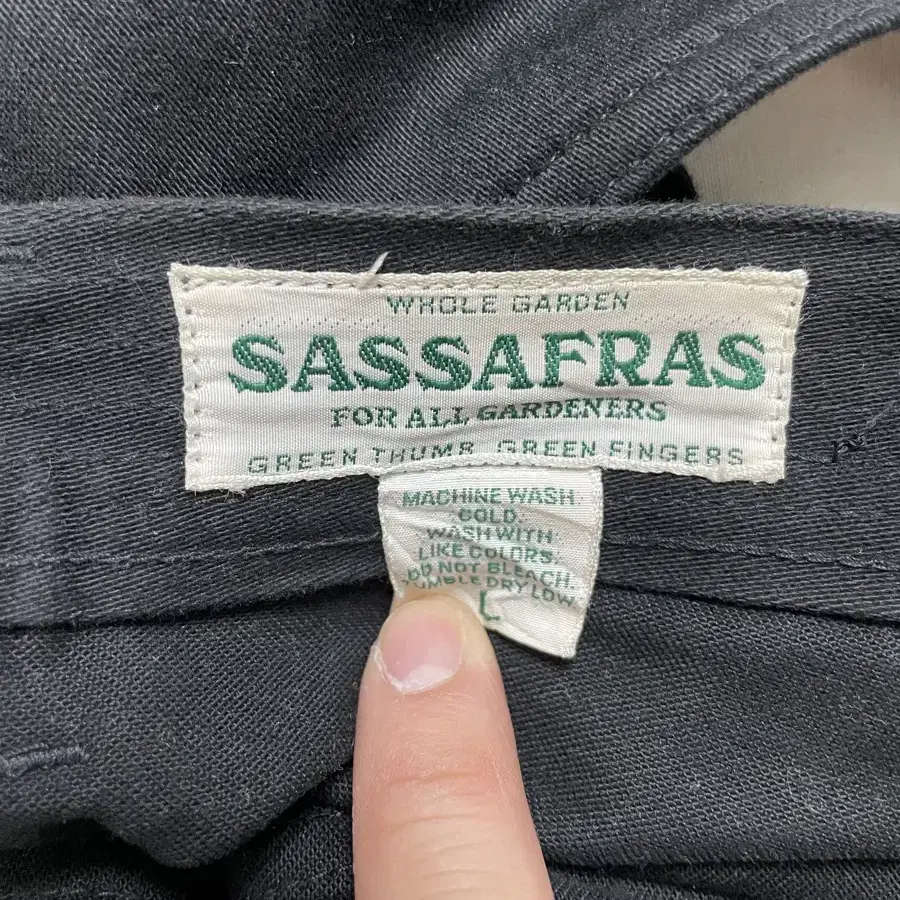 WHOLE GARDEN
SASSAFRAS
FOR ALL GARDENERS
GREEN THUMB GREEN FINGERS
MACHINE WASH
COLD.
WASH WITH
LIKE COLORS.
DO NOT BLEACH.
TUMBLE DRY LOW.
L